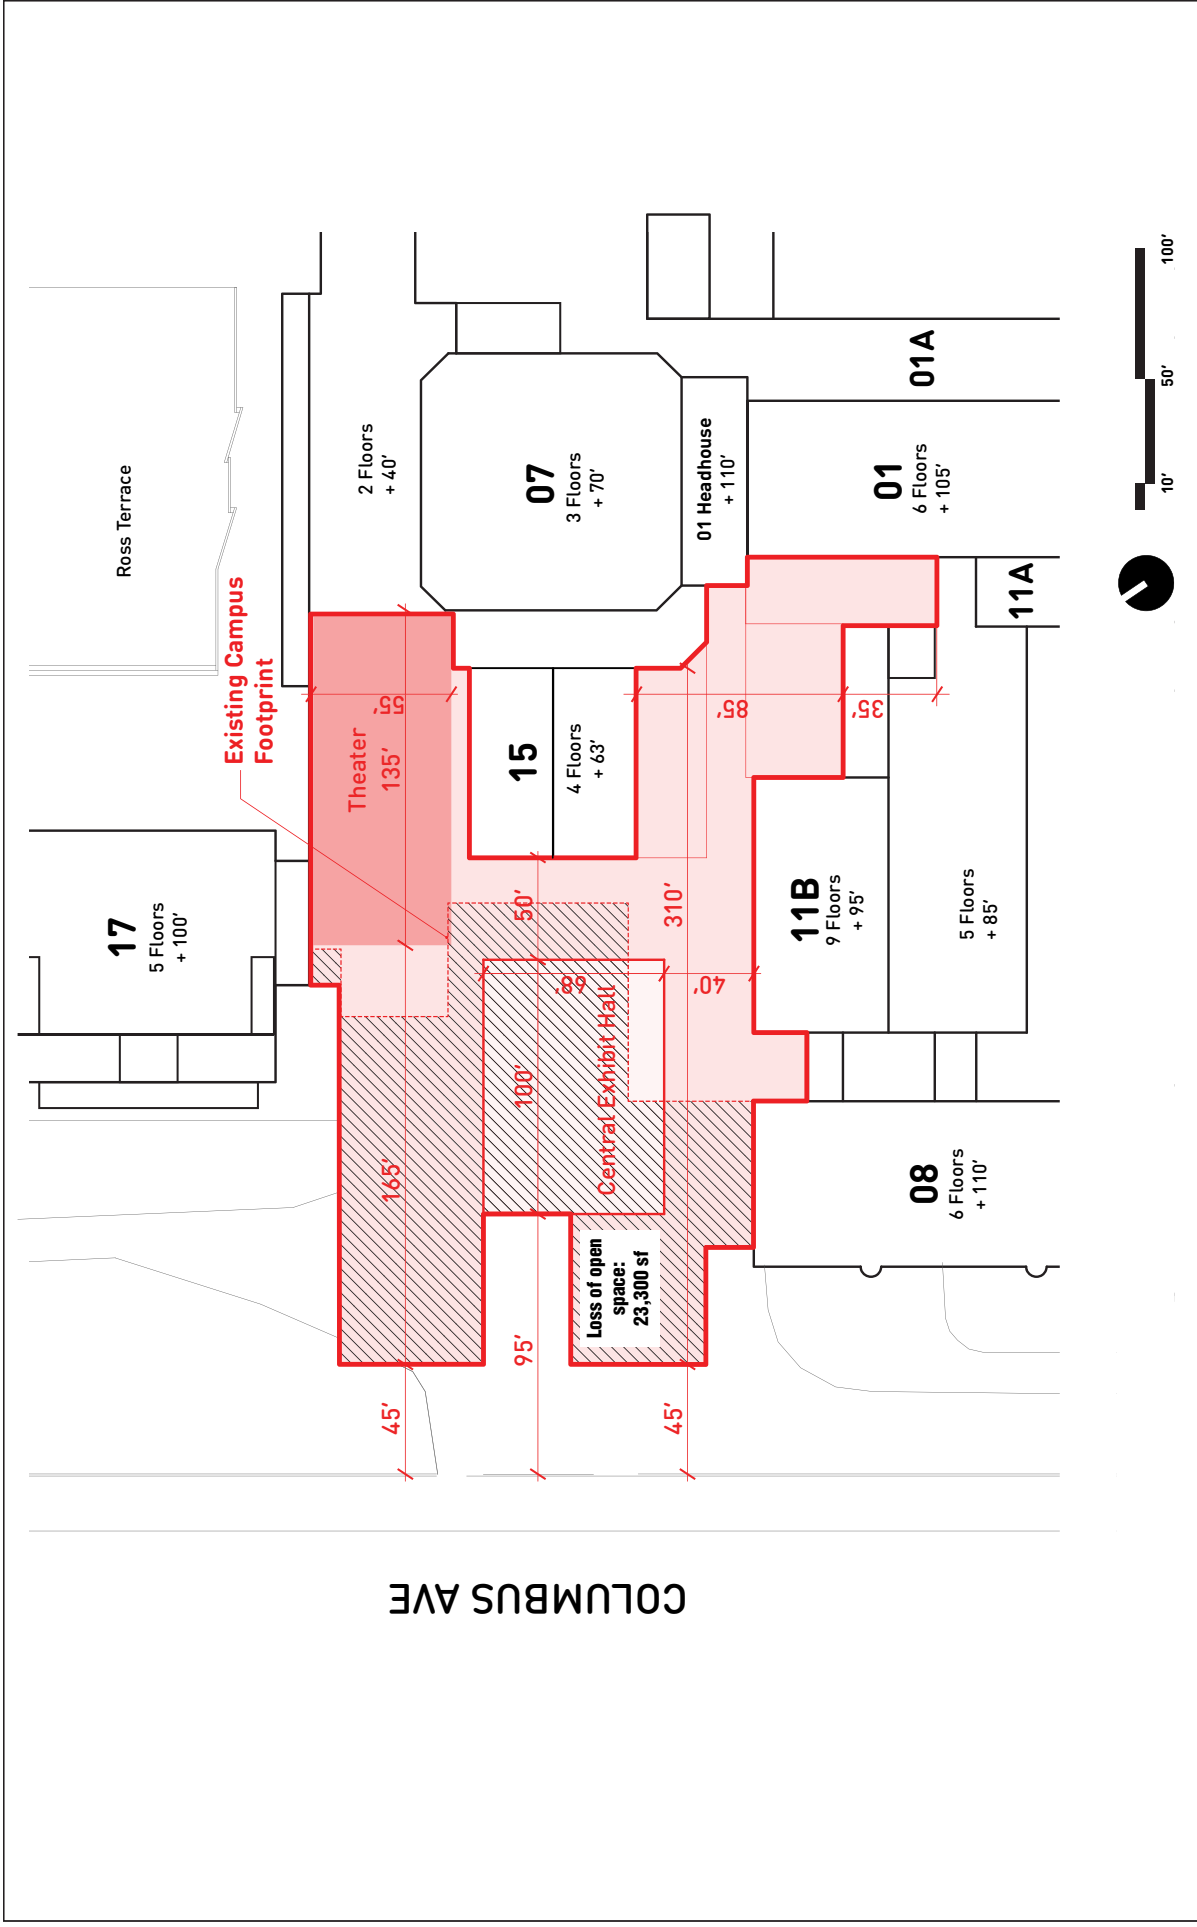 Ross Terrace
Existing Campus
Footprint
17
5 Floors
+ 100'
2 Floors
+ 40'
Theater
135'
55'
07
3 Floors
+ 70'
15
4 Floors
+ 63'
01 Headhouse
+ 110'
01A
01
6 Floors
+ 105'
11A
85'
35'
50'
310'
68'
40'
11B
9 Floors
+ 95'
5 Floors
+ 85'
100'
Central Exhibit Hall
165'
08
6 Floors
+ 110'
Loss of open
space:
23,300 sf
95'
45'
45'
COLUMBUS AVE
10'
50'
100'